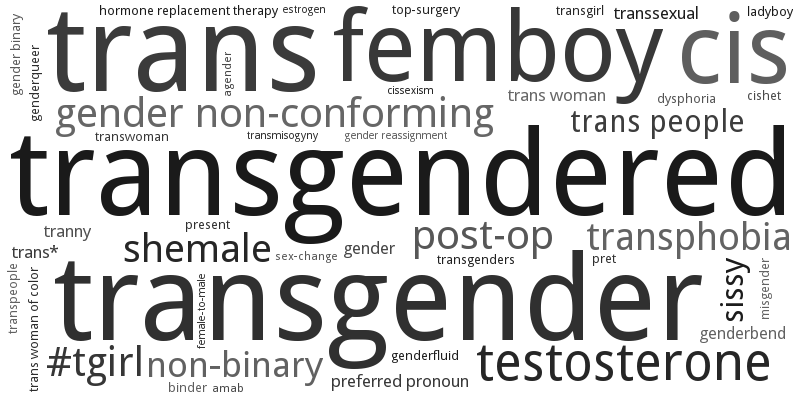 hormone replacement therapy
estrogen
top-surgery
transgirl
transsexual
ladyboy
gender binary
genderqueer
trans
agender
femboy
cis
cissexism
trans woman
dysphoria
cishet
gender non-conforming
trans people
transwoman
transmisogyny
gender reassignment
transgendered
tranny
present
shemale
sex-change
gender
post-op
transphobia
trans*
transgenders
pret
transpeople
trans woman of color
transgender
female-to-male
sissy
misgender
genderbend
#tgirl
non-binary
genderfluid
testosterone
binder
amab
preferred pronoun